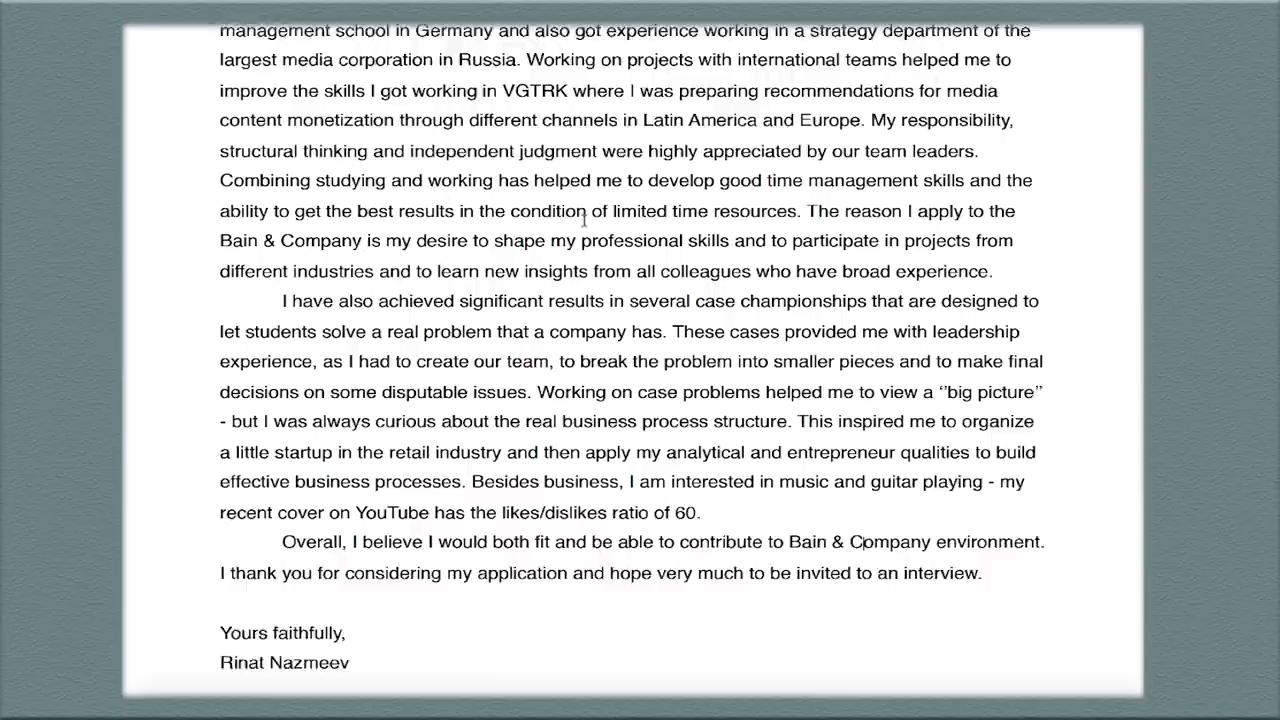 management school in Germany and also got experience working in a strategy department of the
largest media corporation in Russia. Working on projects with international teams helped me to
improve the skills I got working in VGTRK where I was preparing recommendations for media
content monetization through different channels in Latin America and Europe. My responsibility,
structural thinking and independent judgment were highly appreciated by our team leaders.
Combining studying and working has helped me to develop good time management skills and the
ability to get the best results in the condition of limited time resources. The reason I apply to the
Bain & Company is my desire to shape my professional skills and to participate in projects from
different industries and to learn new insights from all colleagues who have broad experience.
I have also achieved significant results in several case championships that are designed to
let students solve a real problem that a company has. These cases provided me with leadership
experience, as I had to create our team, to break the problem into smaller pieces and to make final
decisions on some disputable issues. Working on case problems helped me to view a ‘’big picture’’
- but I was always curious about the real business process structure. This inspired me to organize
a little startup in the retail industry and then apply my analytical and entrepreneur qualities to build
effective business processes. Besides business, I am interested in music and guitar playing - my
recent cover on YouTube has the likes/dislikes ratio of 60.
Overall, I believe I would both fit and be able to contribute to Bain & Company environment.
I thank you for considering my application and hope very much to be invited to an interview.
Yours faithfully,
Rinat Nazmeev